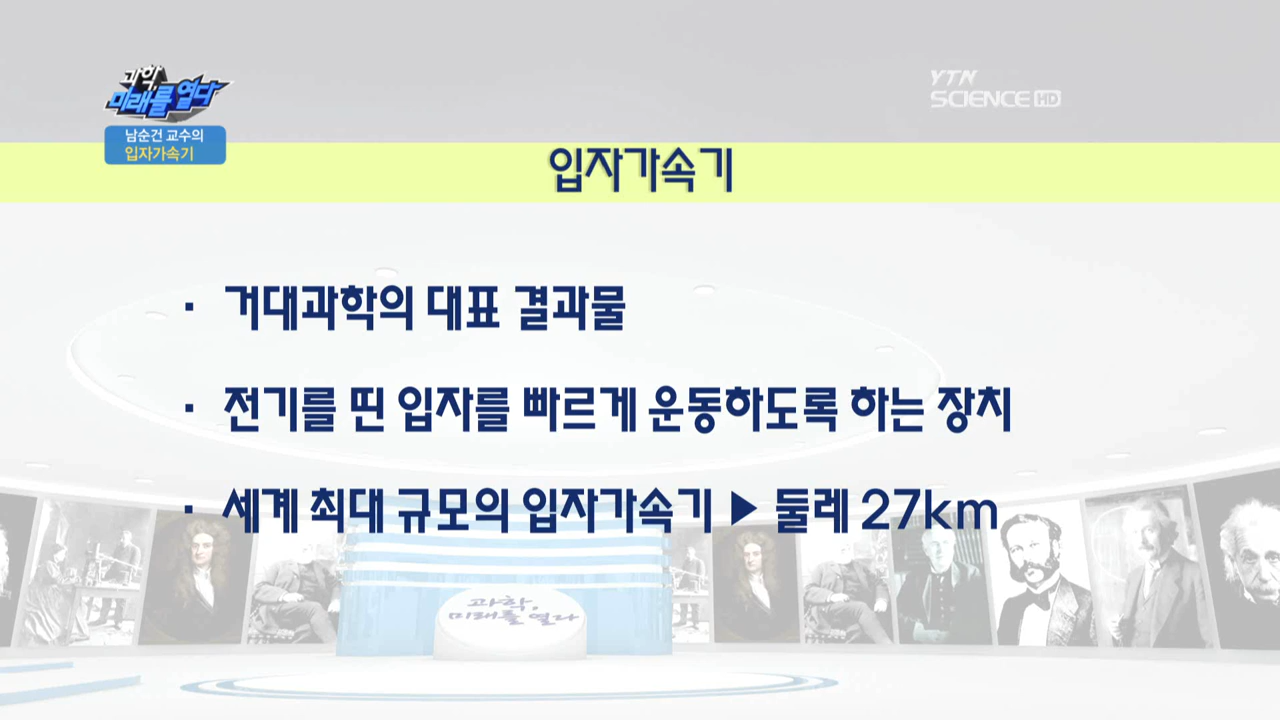 과학,
미래를 열다
남순건 교수의
입자가속기
YTN
SCIENCE HD
입자가속기
· 거대과학의 대표 결과물
· 전기를 띤 입자를 빠르게 운동하도록 하는 장치
· 세계 최대 규모의 입자가속기 ▶ 둘레 27km
과학,
미래를 열다